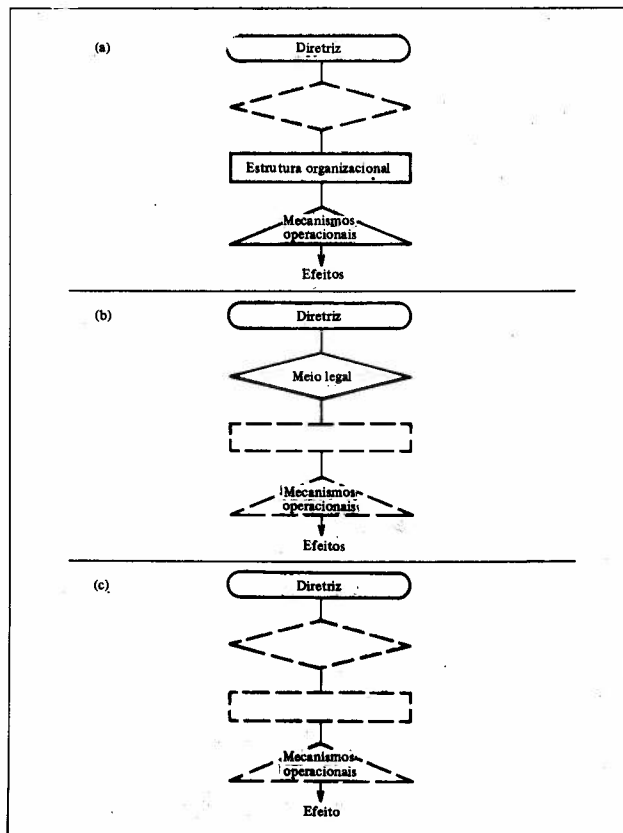 (a)
Diretriz
Estrutura organizacional
Mecanismos
operacionais
Efeitos
(b)
Diretriz
Meio legal
Mecanismos
operacionais
Efeitos
(c)
Diretriz
Mecanismos
operacionais
Efeito